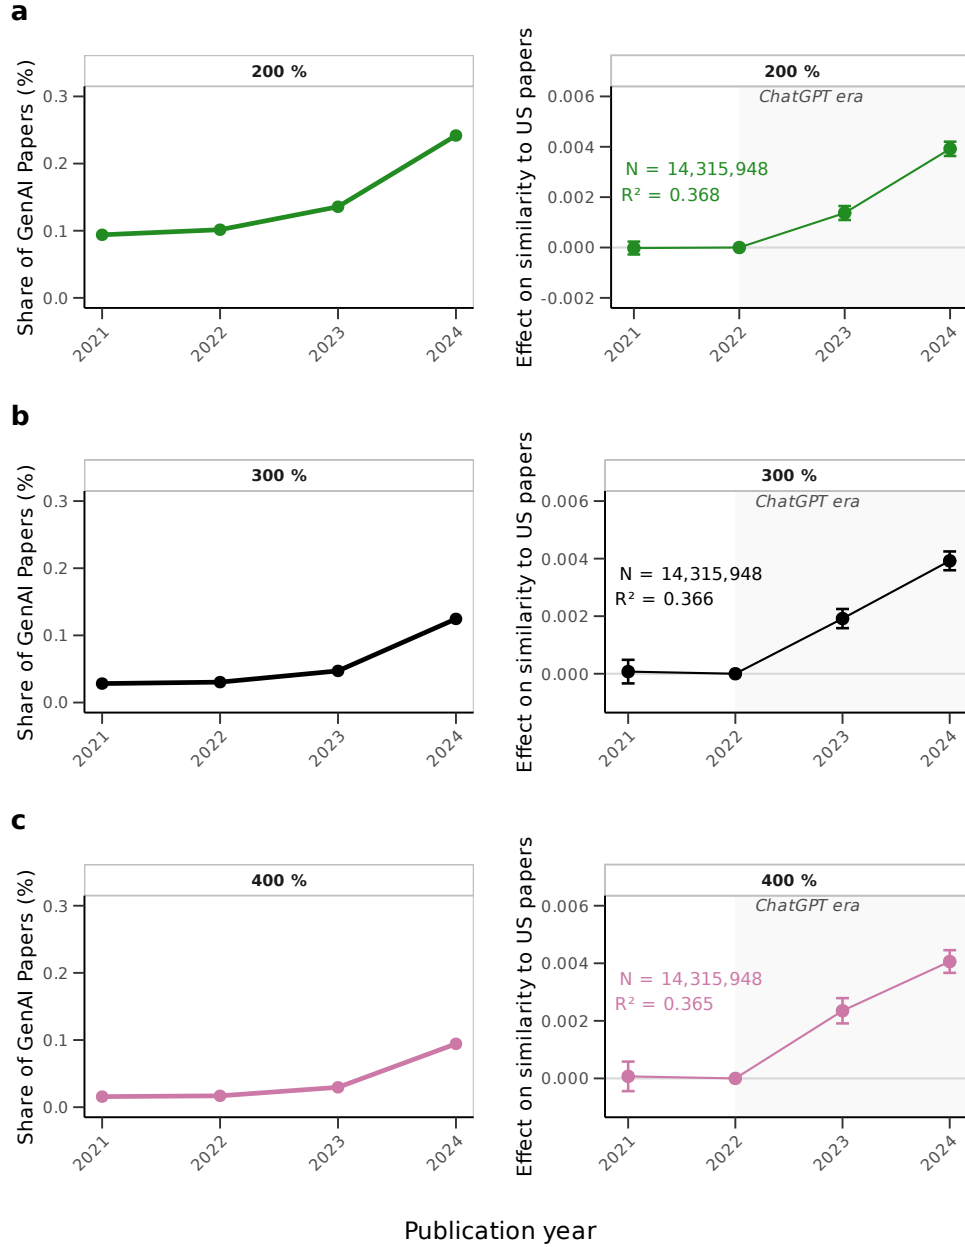 a
200 %
Share of GenAI Papers (%)
0.3
0.2
0.1
0.0
2021
2022
2023
2024
200 %
Effect on similarity to US papers
0.006
0.004
0.002
0.000
-0.002
ChatGPT era
N = 14,315,948
R² = 0.368
2021
2022
2023
2024
b
300 %
Share of GenAI Papers (%)
0.3
0.2
0.1
0.0
2021
2022
2023
2024
300 %
Effect on similarity to US papers
0.006
0.004
0.002
0.000
ChatGPT era
N = 14,315,948
R² = 0.366
2021
2022
2023
2024
c
400 %
Share of GenAI Papers (%)
0.3
0.2
0.1
0.0
2021
2022
2023
2024
400 %
Effect on similarity to US papers
0.006
0.004
0.002
0.000
ChatGPT era
N = 14,315,948
R² = 0.365
2021
2022
2023
2024
Publication year